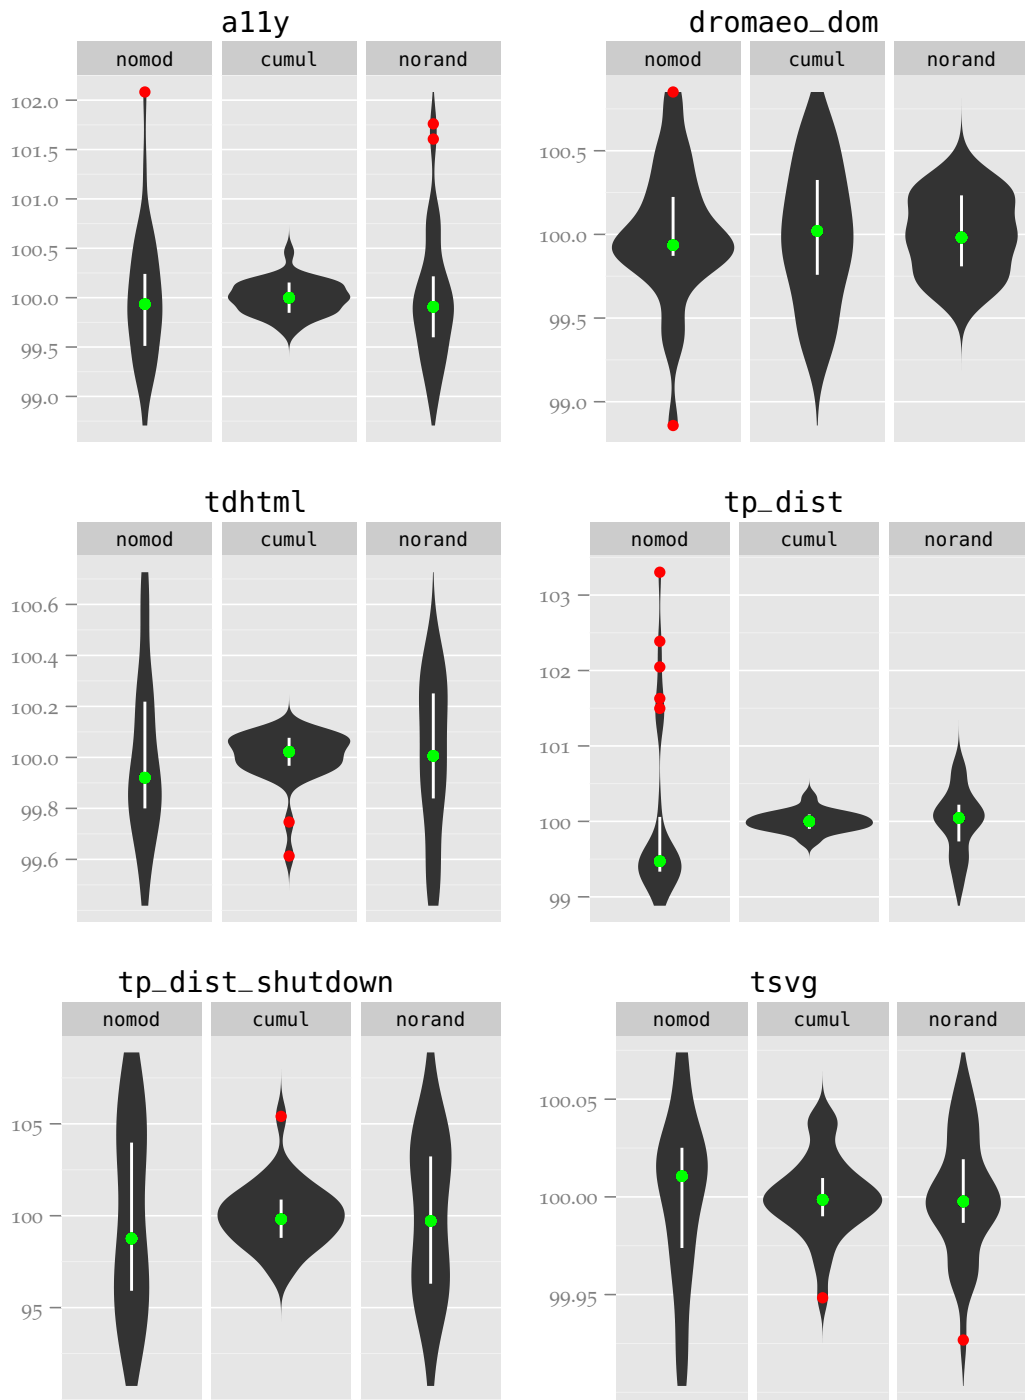 a11y
nomod cumul norand
102.0
101.5
101.0
100.5
100.0
99.5
99.0
dromaeo_dom
nomod cumul norand
100.5
100.0
99.5
99.0
tdhtml
nomod cumul norand
100.6
100.4
100.2
100.0
99.8
99.6
tp_dist
nomod cumul norand
103
102
101
100
99
tp_dist_shutdown
nomod cumul norand
105
100
95
tsvg
nomod cumul norand
100.05
100.00
99.95